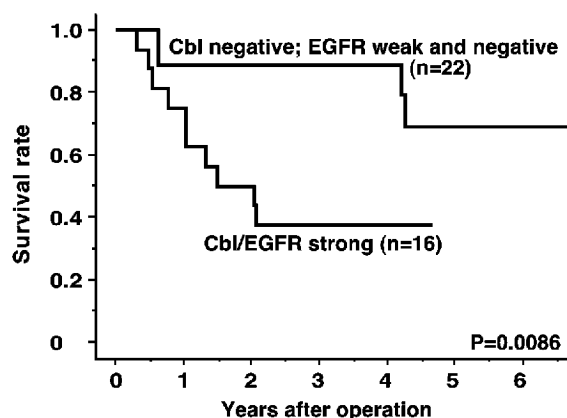 1.0
0.8
0.6
0.4
0.2
0
Survival rate
Cbl negative; EGFR weak and negative
(n=22)
Cbl/EGFR strong (n=16)
P=0.0086
0 1 2 3 4 5 6
Years after operation